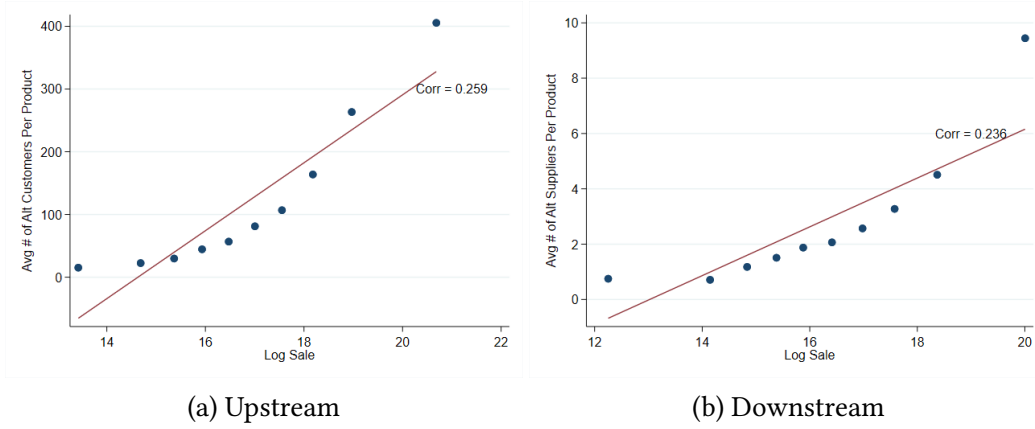 Avg # of Alt Customers Per Product
400
300
200
100
0
Corr = 0.259
14
16
18
20
22
Log Sale
(a) Upstream
Avg # of Alt Suppliers Per Product
10
8
6
4
2
0
Corr = 0.236
12
14
16
18
20
Log Sale
(b) Downstream